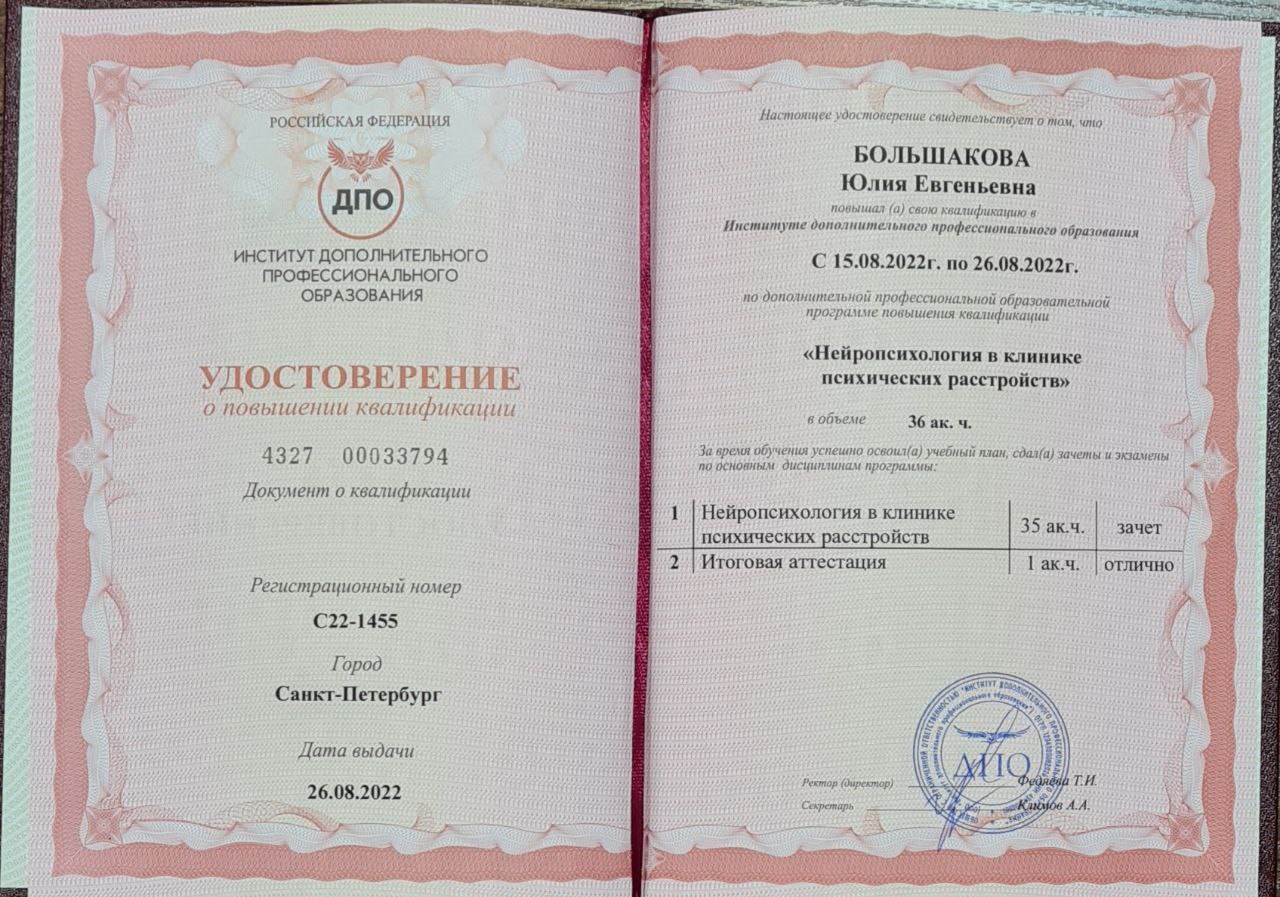 РОССИЙСКАЯ ФЕДЕРАЦИЯ
ДПО
ИНСТИТУТ ДОПОЛНИТЕЛЬНОГО
ПРОФЕССИОНАЛЬНОГО
ОБРАЗОВАНИЯ
УДОСТОВЕРЕНИЕ
о повышении квалификации
4327 00033794
Документ о квалификации
Регистрационный номер
С22-1455
Город
Санкт-Петербург
Дата выдачи
26.08.2022
Настоящее удостоверение свидетельствует о том, что
БОЛЬШАКОВА
Юлия Евгеньевна
повышал (а) свою квалификацию в
Институте дополнительного профессионального образования
С 15.08.2022г. по 26.08.2022г.
по дополнительной профессиональной образовательной
программе повышения квалификации
«Нейропсихология в клинике
психических расстройств»
в объеме 36 ак. ч.
За время обучения успешно освоил(а) учебный план, сдал(а) зачеты и экзамены
по основным дисциплинам программы:
1 Нейропсихология в клинике
психических расстройств 35 ак.ч. зачет
2 Итоговая аттестация 1 ак.ч. отлично
ДПО
Ректор (директор) Федяева Т.И.
Секретарь Климов А.А.